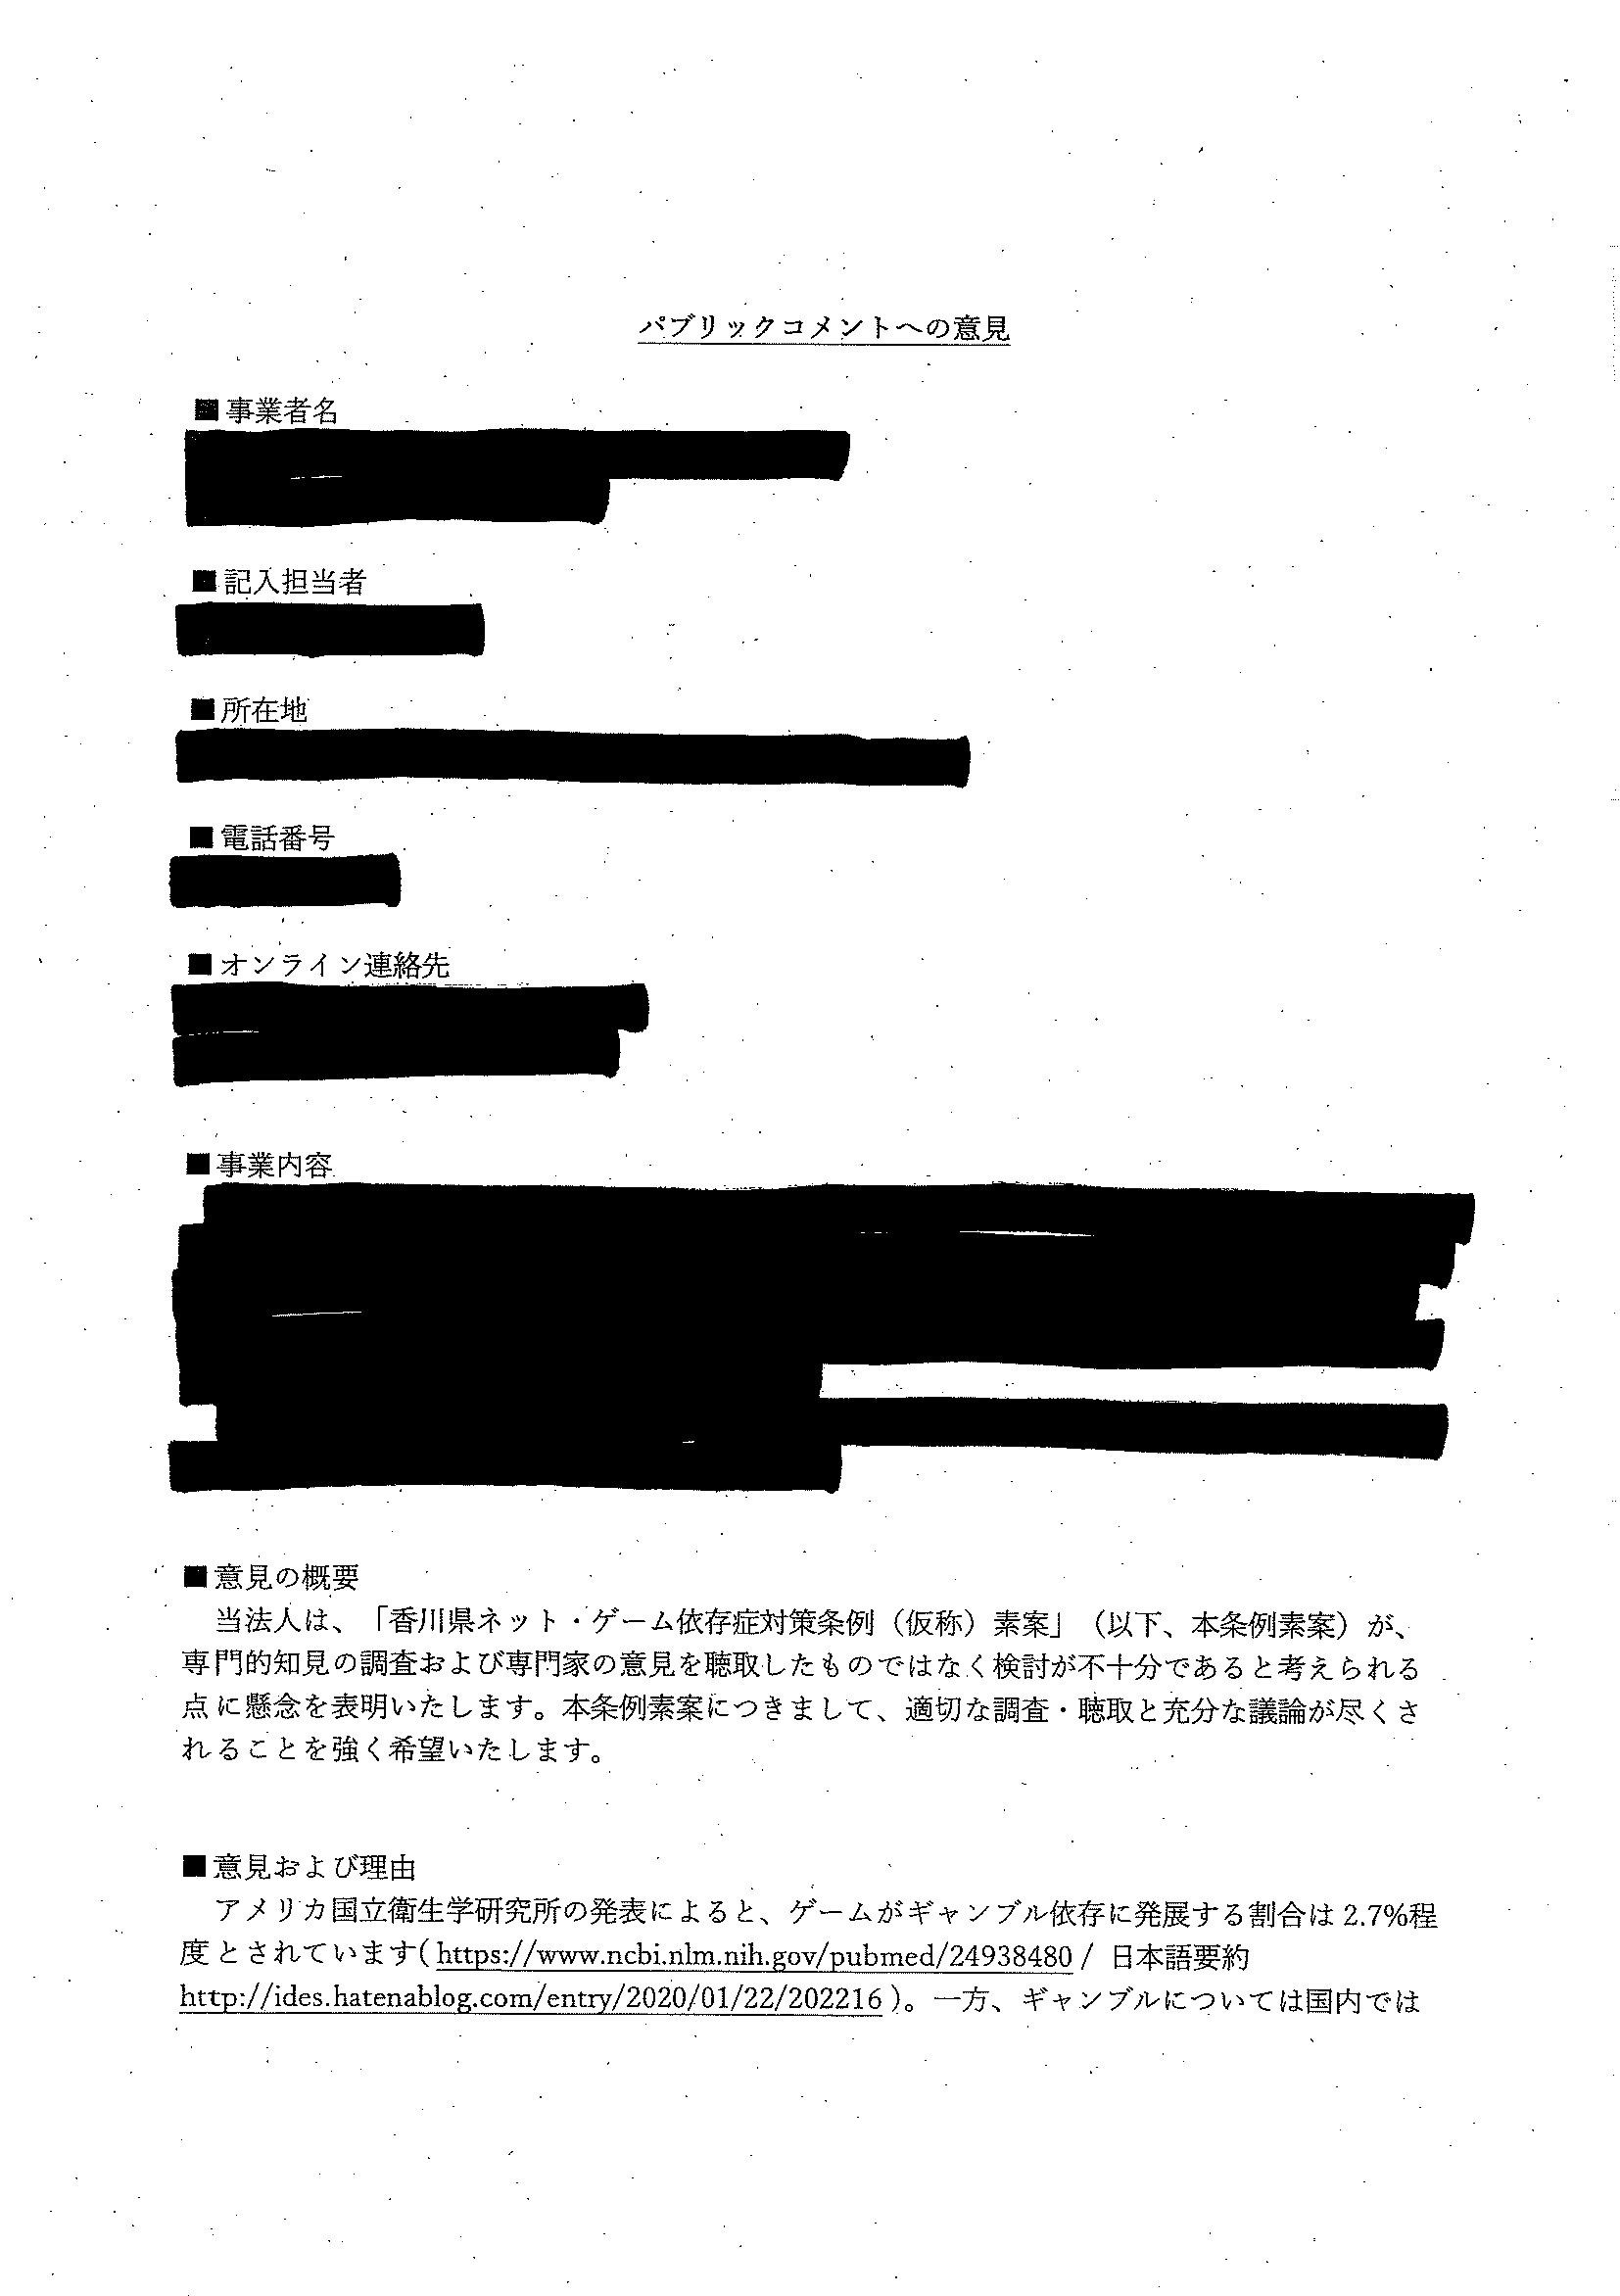 パブリックコメントへの意見
■事業者名
■記入担当者
■所在地
■電話番号
■オンライン連絡先
■事業内容
■意見の概要
当法人は、「香川県ネット・ゲーム依存症対策条例（仮称）素案」（以下、本条例素案）が、
専門的知見の調査および専門家の意見を聴取したものではなく検討が不十分であると考えられる
点に懸念を表明いたします。本条例素案につきまして、適切な調査・聴取と充分な議論が尽くさ
れることを強く希望いたします。
■意見および理由
アメリカ国立衛生学研究所の発表によると、ゲームがギャンブル依存に発展する割合は 2.7%程
度とされています( https://www.ncbi.nlm.nih.gov/pubmed/24938480 / 日本語要約
http://ides.hatenablog.com/entry/2020/01/22/202216 )。一方、ギャンブルについては国内では